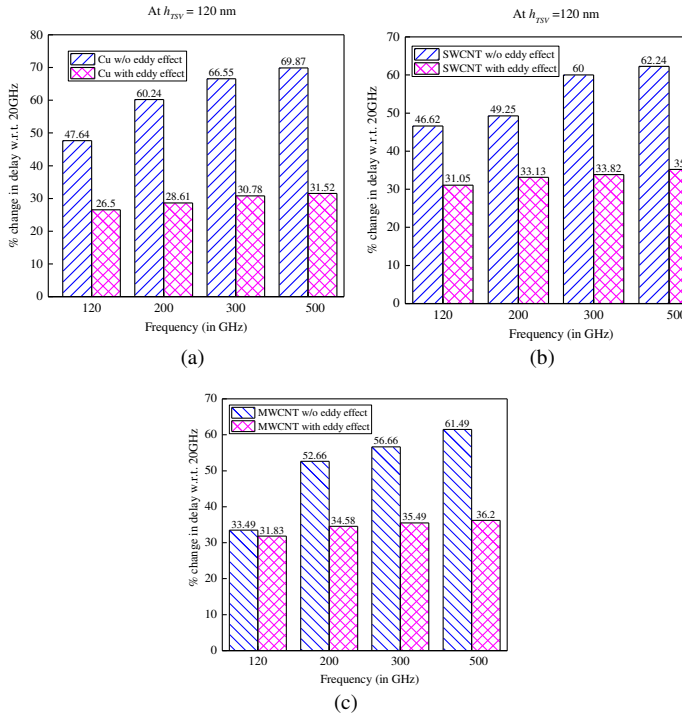 At h_TSV = 120 nm
80
70
60
50
40
30
20
10
0
% change in delay w.r.t. 20GHz
Cu w/o eddy effect
Cu with eddy effect
47.64
26.5
60.24
28.61
66.55
30.78
69.87
31.52
120 200 300 500
Frequency (in GHz)
(a)
At h_TSV =120 nm
70
60
50
40
30
20
10
0
% change in delay w.r.t. 20GHz
SWCNT w/o eddy effect
SWCNT with eddy effect
46.62
31.05
49.25
33.13
60
33.82
62.24
35
120 200 300 500
Frequency (in GHz)
(b)
70
60
50
40
30
20
10
0
% change in delay w.r.t. 20GHz
MWCNT w/o eddy effect
MWCNT with eddy effect
33.49
31.83
52.66
34.58
56.66
35.49
61.49
36.2
120 200 300 500
Frequency (in GHz)
(c)